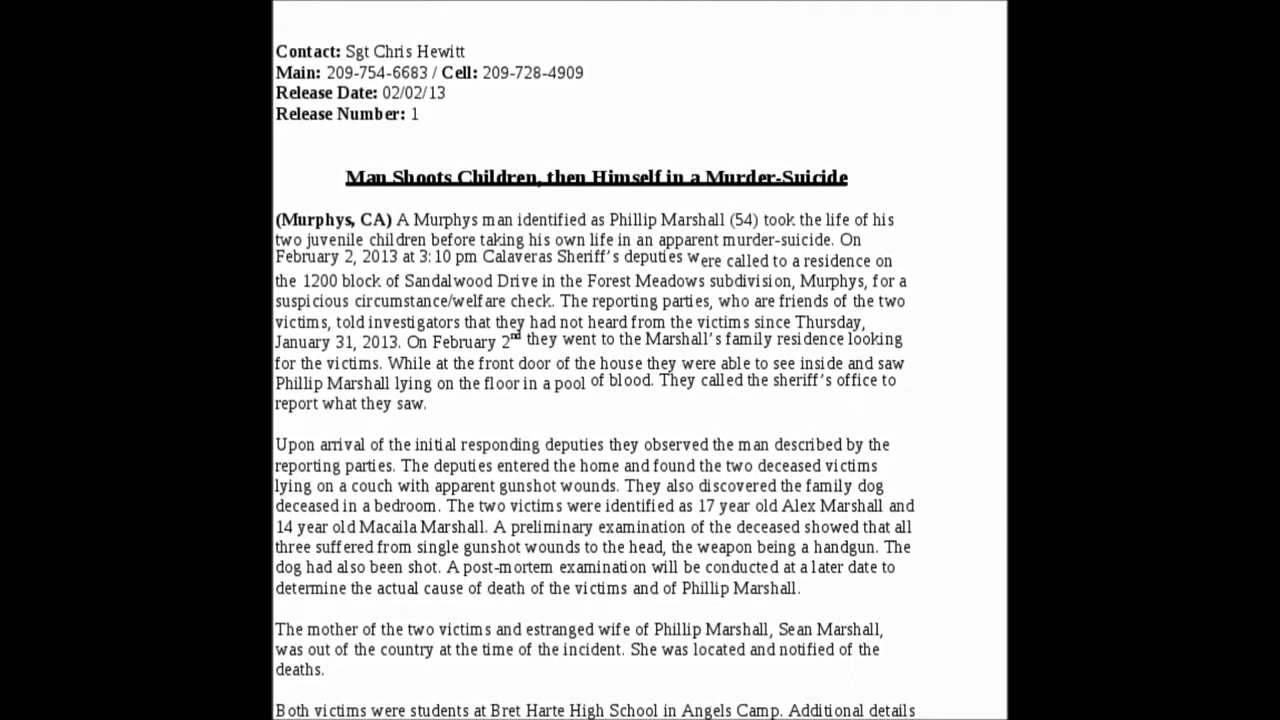 Contact: Sgt Chris Hewitt
Main: 209-754-6683 / Cell: 209-728-4909
Release Date: 02/02/13
Release Number: 1
Man Shoots Children, then Himself in a Murder-Suicide
(Murphys, CA) A Murphys man identified as Phillip Marshall (54) took the life of his
two juvenile children before taking his own life in an apparent murder-suicide. On
February 2, 2013 at 3:10 pm Calaveras Sheriff's deputies were called to a residence on
the 1200 block of Sandalwood Drive in the Forest Meadows subdivision, Murphys, for a
suspicious circumstance/welfare check. The reporting parties, who are friends of the two
victims, told investigators that they had not heard from the victims since Thursday,
January 31, 2013. On February 2nd they went to the Marshall's family residence looking
for the victims. While at the front door of the house they were able to see inside and saw
Phillip Marshall lying on the floor in a pool of blood. They called the sheriff's office to
report what they saw.
Upon arrival of the initial responding deputies they observed the man described by the
reporting parties. The deputies entered the home and found the two deceased victims
lying on a couch with apparent gunshot wounds. They also discovered the family dog
deceased in a bedroom. The two victims were identified as 17 year old Alex Marshall and
14 year old Macaila Marshall. A preliminary examination of the deceased showed that all
three suffered from single gunshot wounds to the head, the weapon being a handgun. The
dog had also been shot. A post-mortem examination will be conducted at a later date to
determine the actual cause of death of the victims and of Phillip Marshall.
The mother of the two victims and estranged wife of Phillip Marshall, Sean Marshall,
was out of the country at the time of the incident. She was located and notified of the
deaths.
Both victims were students at Bret Harte High School in Angels Camp. Additional details